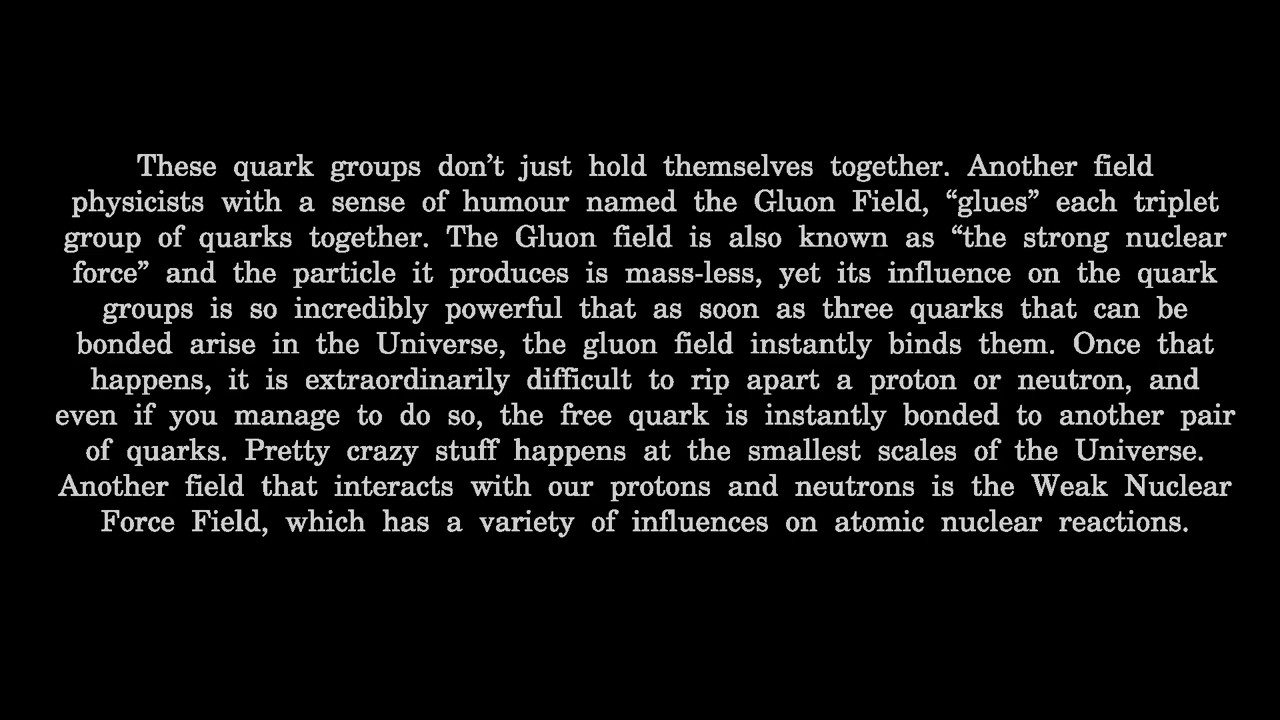 These quark groups don’t just hold themselves together. Another field
physicists with a sense of humour named the Gluon Field, “glues” each triplet
group of quarks together. The Gluon field is also known as “the strong nuclear
force” and the particle it produces is mass-less, yet its influence on the quark
groups is so incredibly powerful that as soon as three quarks that can be
bonded arise in the Universe, the gluon field instantly binds them. Once that
happens, it is extraordinarily difficult to rip apart a proton or neutron, and
even if you manage to do so, the free quark is instantly bonded to another pair
of quarks. Pretty crazy stuff happens at the smallest scales of the Universe.
Another field that interacts with our protons and neutrons is the Weak Nuclear
Force Field, which has a variety of influences on atomic nuclear reactions.